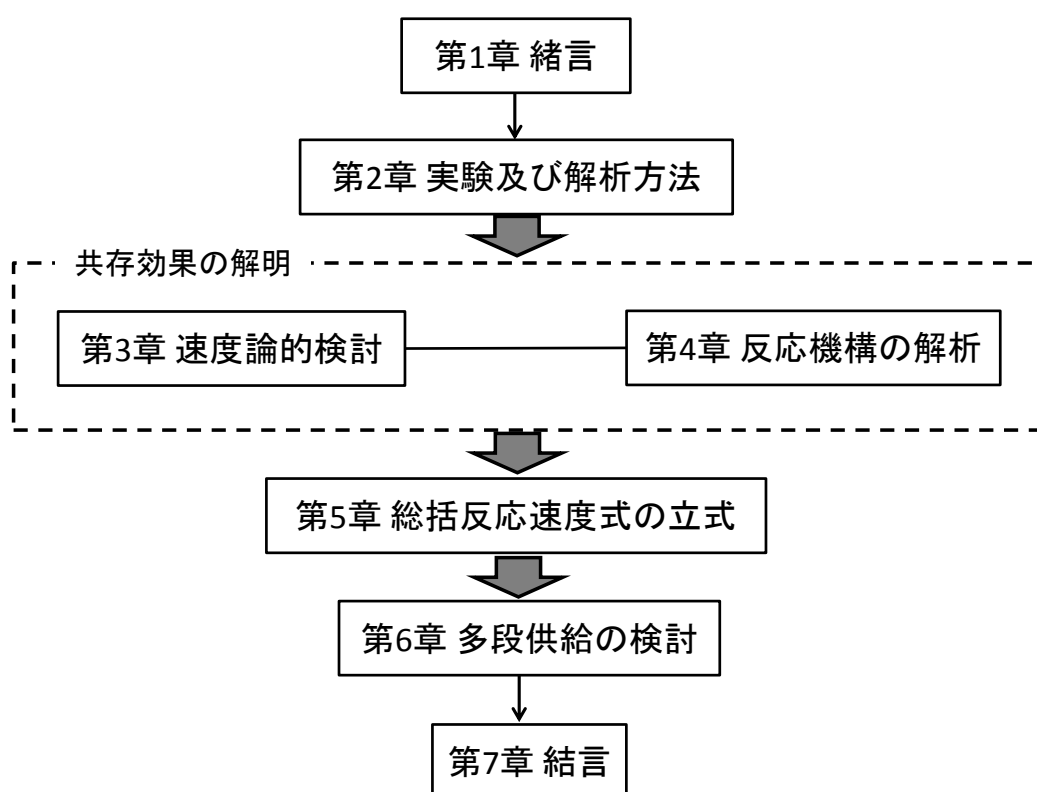 第1章 緒言
第2章 実験及び解析方法
共存効果の解明
第3章 速度論的検討
第4章 反応機構の解析
第5章 総括反応速度式の立式
第6章 多段供給の検討
第7章 結言